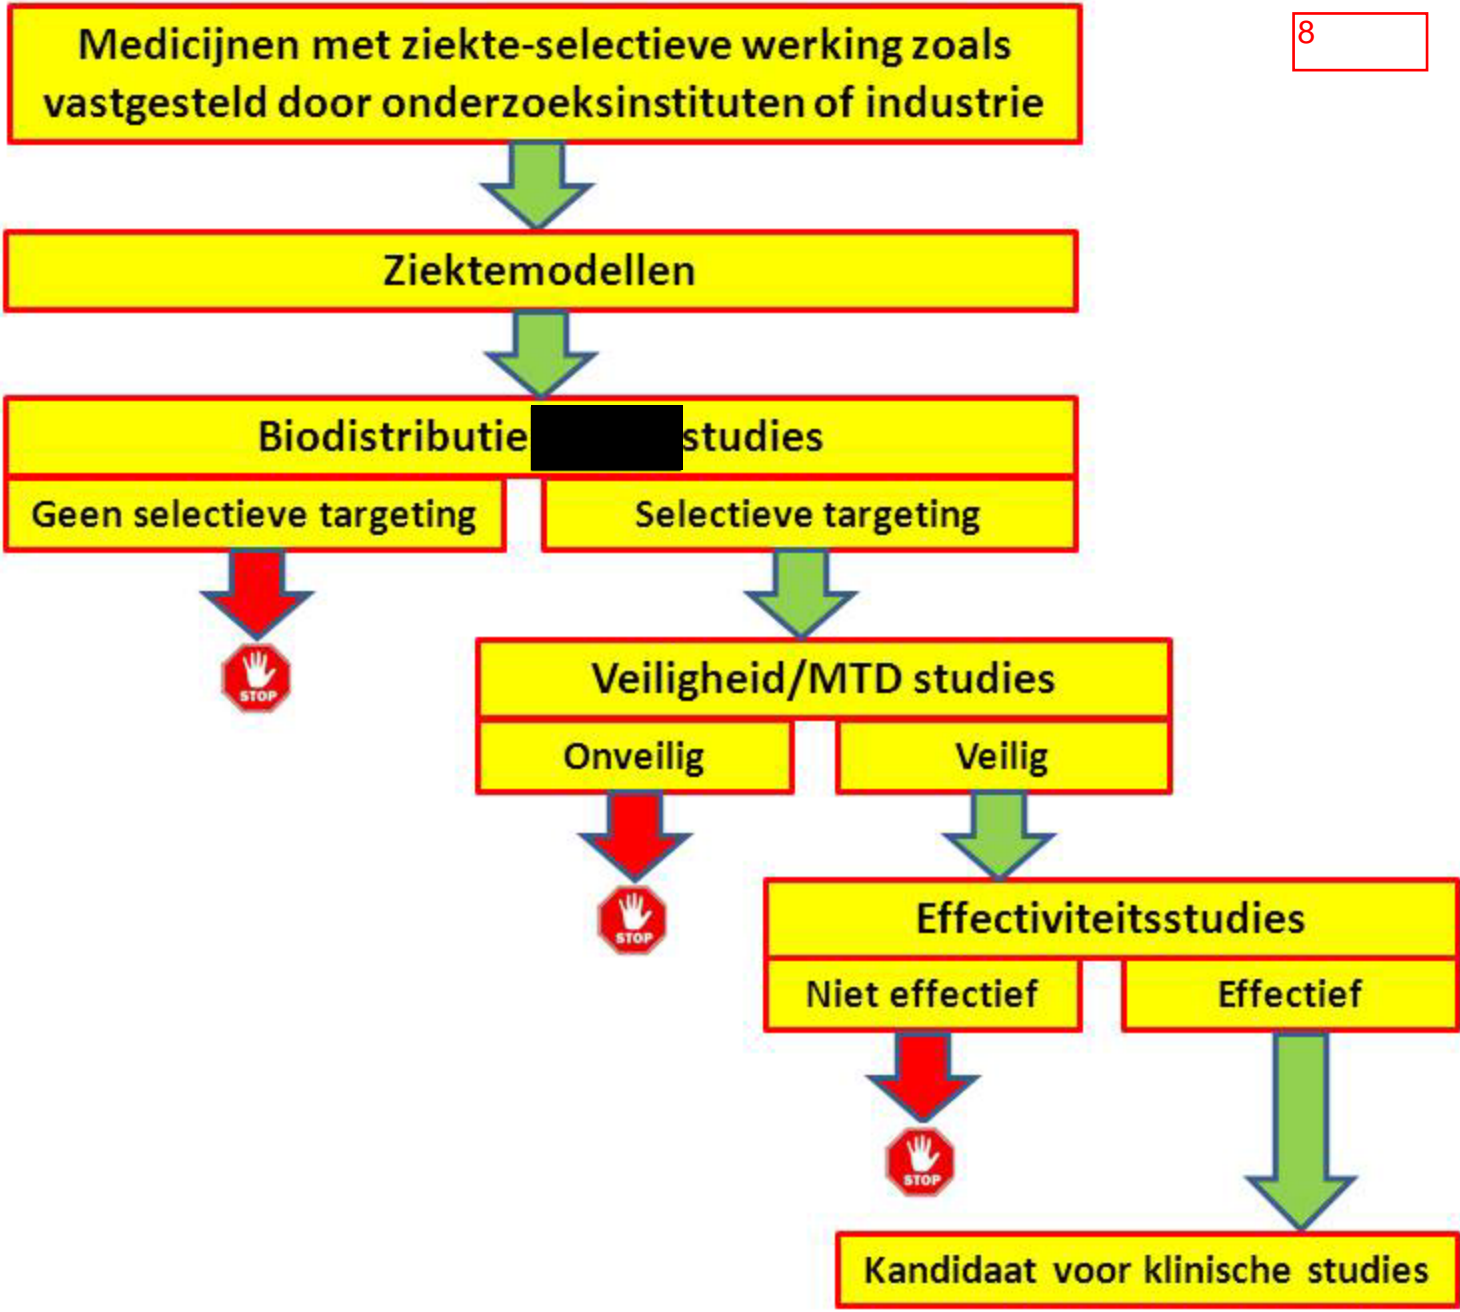 8
Medicijnen met ziekte-selectieve werking zoals
vastgesteld door onderzoeksinstituten of industrie
Ziektemodellen
Biodistributie studies
Geen selectieve targeting
Selectieve targeting
STOP
Veiligheid/MTD studies
Onveilig
Veilig
STOP
Effectiviteitsstudies
Niet effectief
Effectief
STOP
Kandidaat voor klinische studies